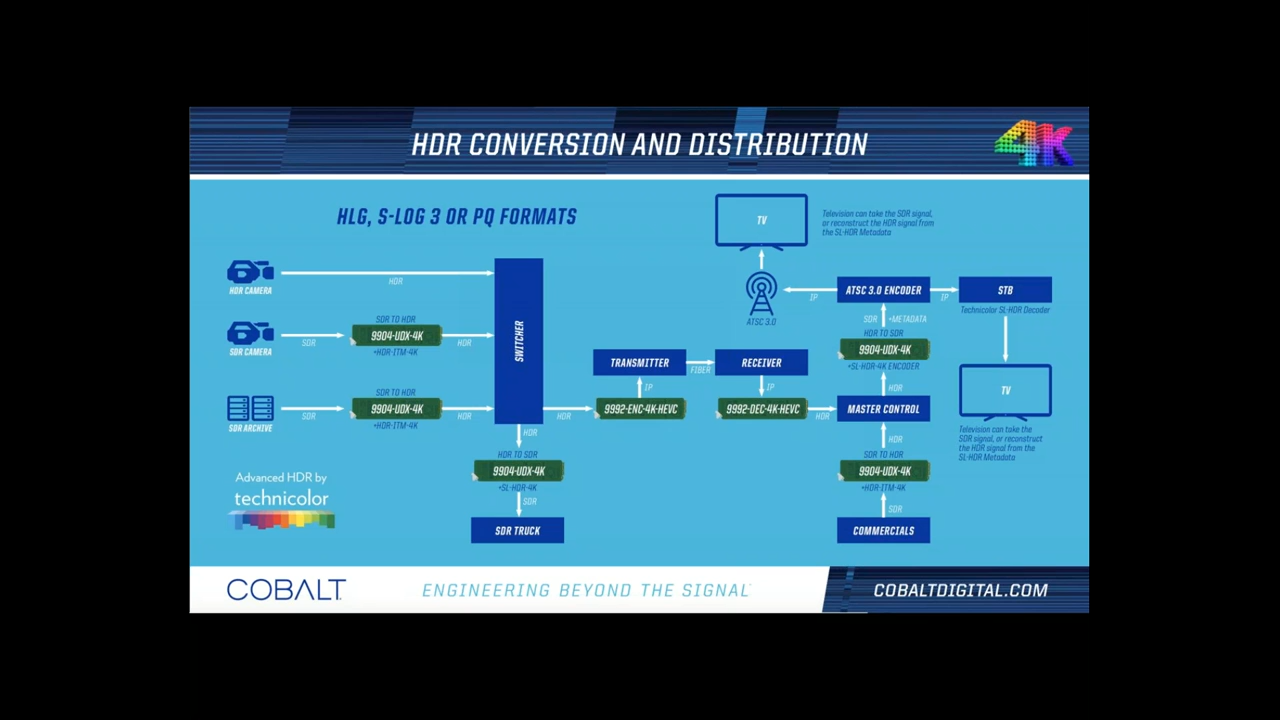 HDR CONVERSION AND DISTRIBUTION
4K
HLG, S-LOG 3 OR PQ FORMATS
TV
Television can take the SDR signal,
or reconstruct the HDR signal from
the SL-HDR Metadata
HDR CAMERA
HDR
SWITCHER
ATSC 3.0
IP
ATSC 3.0 ENCODER
IP
STB
Technicolor SL-HDR Decoder
SDR CAMERA
SDR
SDR TO HDR
9904-UDX-4K
+HDR-ITM-4K
HDR
SDR +METADATA
HDR TO SDR
9904-UDX-4K
+SL-HDR-4K ENCODER
HDR
TRANSMITTER
FIBER
RECEIVER
IP
IP
TV
Television can take the
SDR signal, or reconstruct
the HDR signal from the
SL-HDR Metadata
SDR ARCHIVE
SDR
SDR TO HDR
9904-UDX-4K
+HDR-ITM-4K
HDR
HDR
9992-ENC-4K-HEVC
9992-DEC-4K-HEVC
HDR
MASTER CONTROL
HDR
HDR TO SDR
9904-UDX-4K
+SL-HDR-4K
SDR
SDR TRUCK
HDR
SDR TO HDR
9904-UDX-4K
+HDR-ITM-4K
SDR
COMMERCIALS
Advanced HDR by
technicolor
COBALT
ENGINEERING BEYOND THE SIGNAL
COBALTDIGITAL.COM